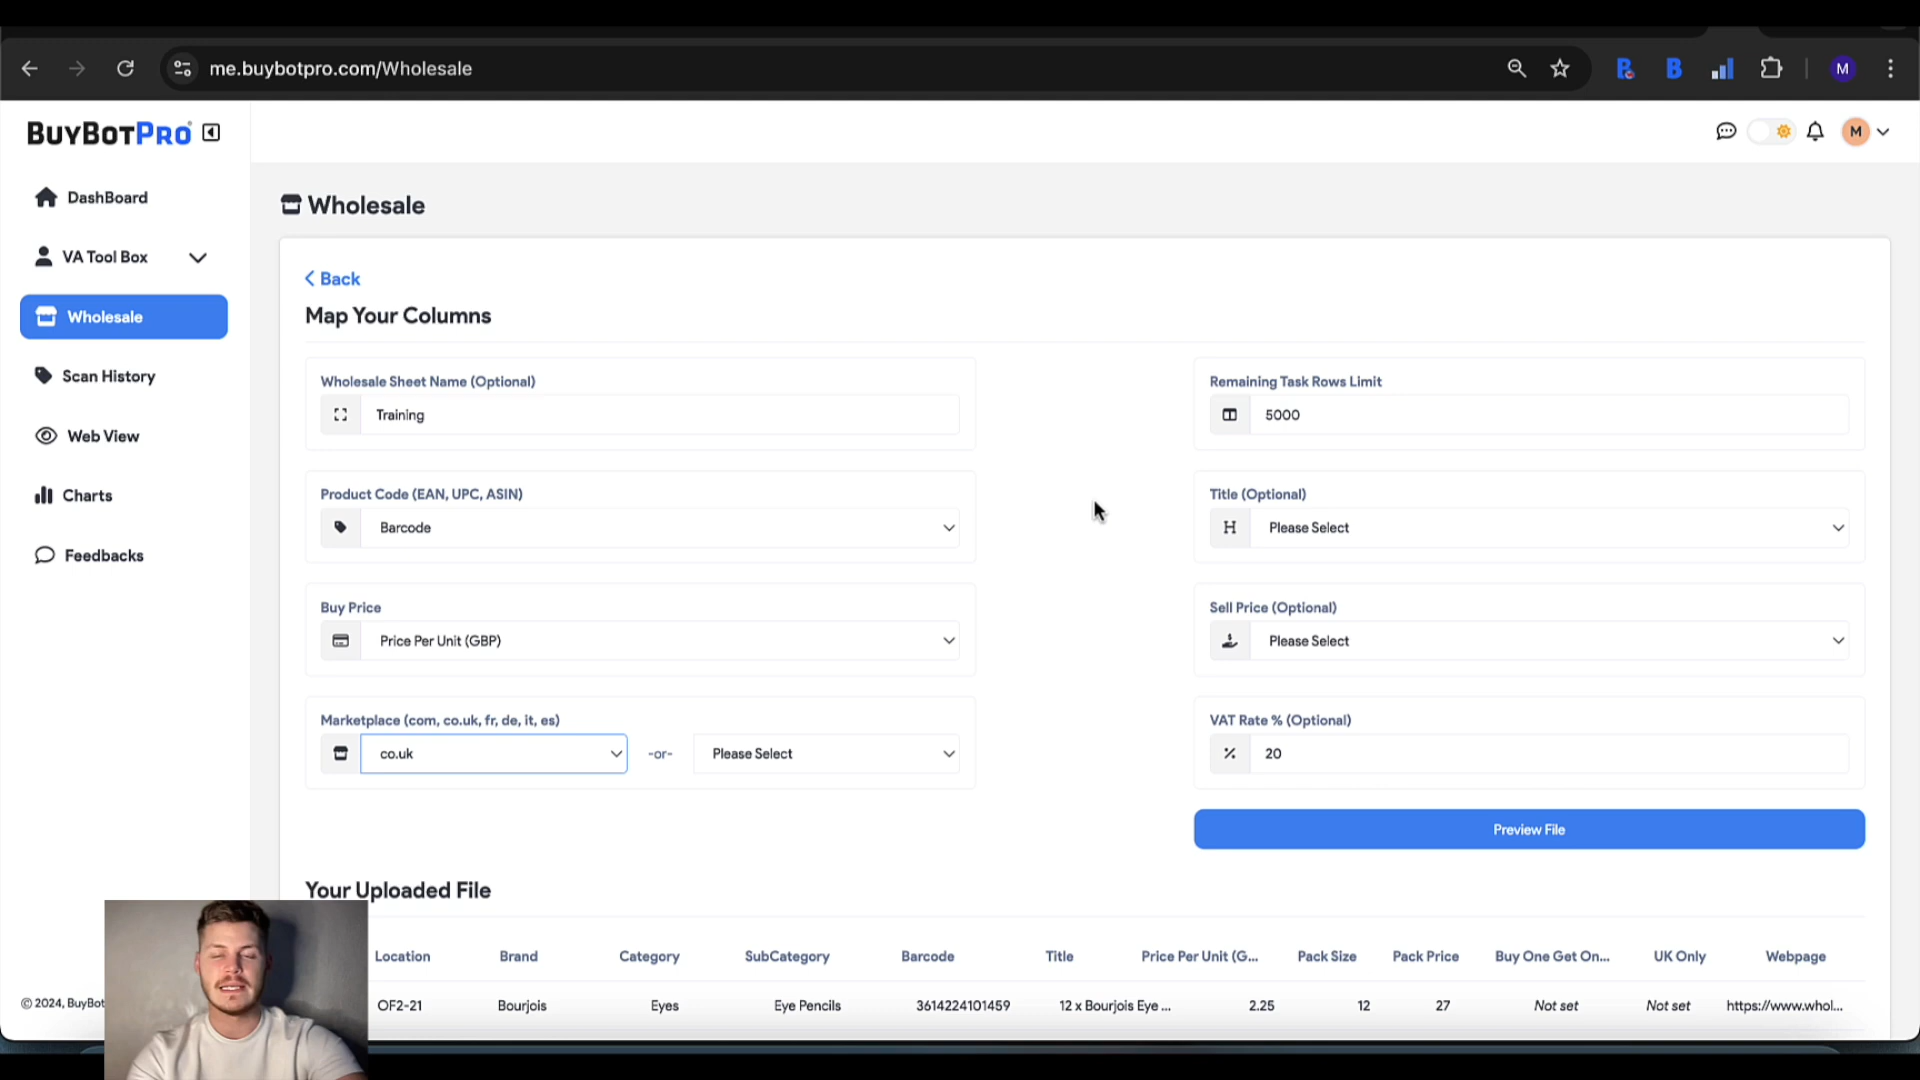 me.buybotpro.com/Wholesale
B
M
BUYBOTPRO
M
DashBoard
VA Tool Box
Wholesale
Scan History
Web View
Charts
Feedbacks
Wholesale
Back
Map Your Columns
Wholesale Sheet Name (Optional)
Training
Remaining Task Rows Limit
5000
Product Code (EAN, UPC, ASIN)
Barcode
Title (Optional)
Please Select
Buy Price
Price Per Unit (GBP)
Sell Price (Optional)
Please Select
Marketplace (com, co.uk, fr, de, it, es)
co.uk -or- Please Select
VAT Rate % (Optional)
20
Preview File
Your Uploaded File
Location Brand Category SubCategory Barcode Title Price Per Unit (G... Pack Size Pack Price Buy One Get On... UK Only Webpage
OF2-21 Bourjois Eyes Eye Pencils 3614224101459 12 x Bourjois Eye ... 2.25 12 27 Not set Not set https://www.whol...
© 2024, BuyBot